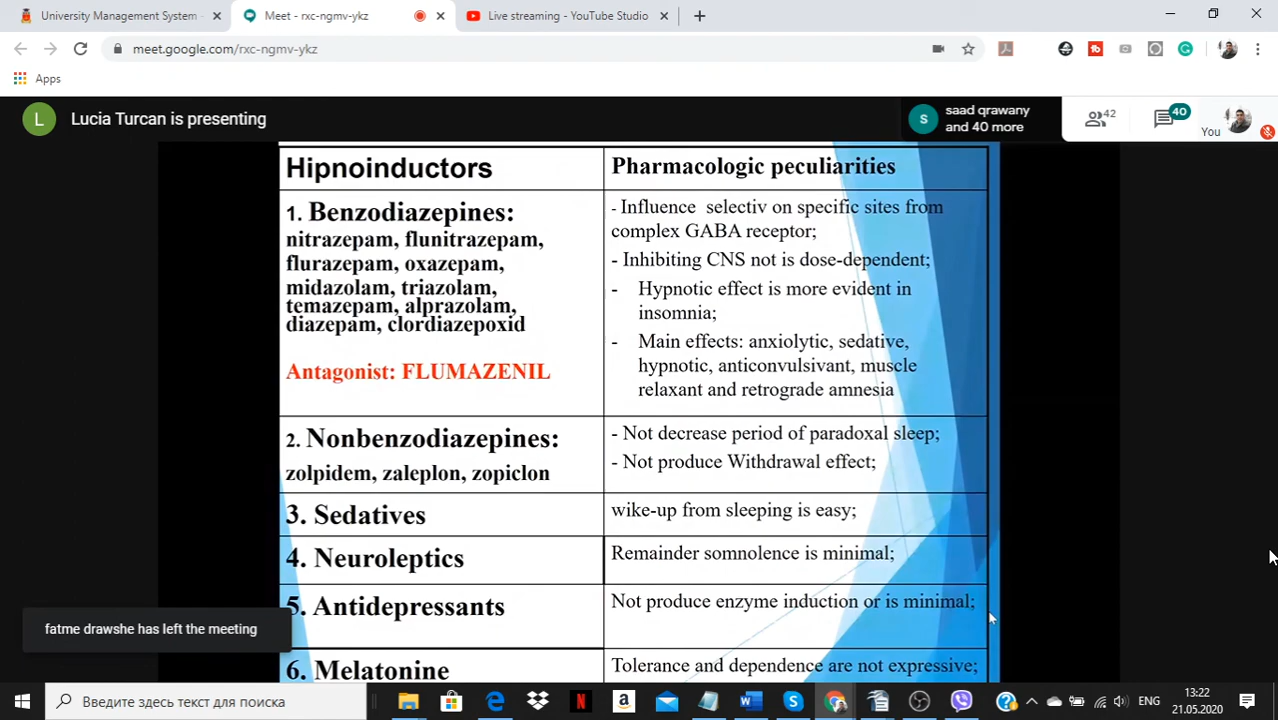 University Management System -
Meet - rxc-ngmv-ykz
Live streaming - YouTube Studio
meet.google.com/rxc-ngmv-ykz
Apps
L
Lucia Turcan is presenting
S
saad qrawany
and 40 more
42
40
You
Hipnoinductors
Pharmacologic peculiarities
1. Benzodiazepines:
nitrazepam, flunitrazepam,
flurazepam, oxazepam,
midazolam, triazolam,
temazepam, alprazolam,
diazepam, clordiazepoxid
Antagonist: FLUMAZENIL
- Influence selectiv on specific sites from
complex GABA receptor;
- Inhibiting CNS not is dose-dependent;
- Hypnotic effect is more evident in
insomnia;
- Main effects: anxiolytic, sedative,
hypnotic, anticonvulsivant, muscle
relaxant and retrograde amnesia
2. Nonbenzodiazepines:
zolpidem, zaleplon, zopiclon
- Not decrease period of paradoxal sleep;
- Not produce Withdrawal effect;
3. Sedatives
wike-up from sleeping is easy;
4. Neuroleptics
Remainder somnolence is minimal;
5. Antidepressants
Not produce enzyme induction or is minimal;
6. Melatonine
Tolerance and dependence are not expressive;
fatme drawshe has left the meeting
Введите здесь текст для поиска
ENG
13:22
21.05.2020